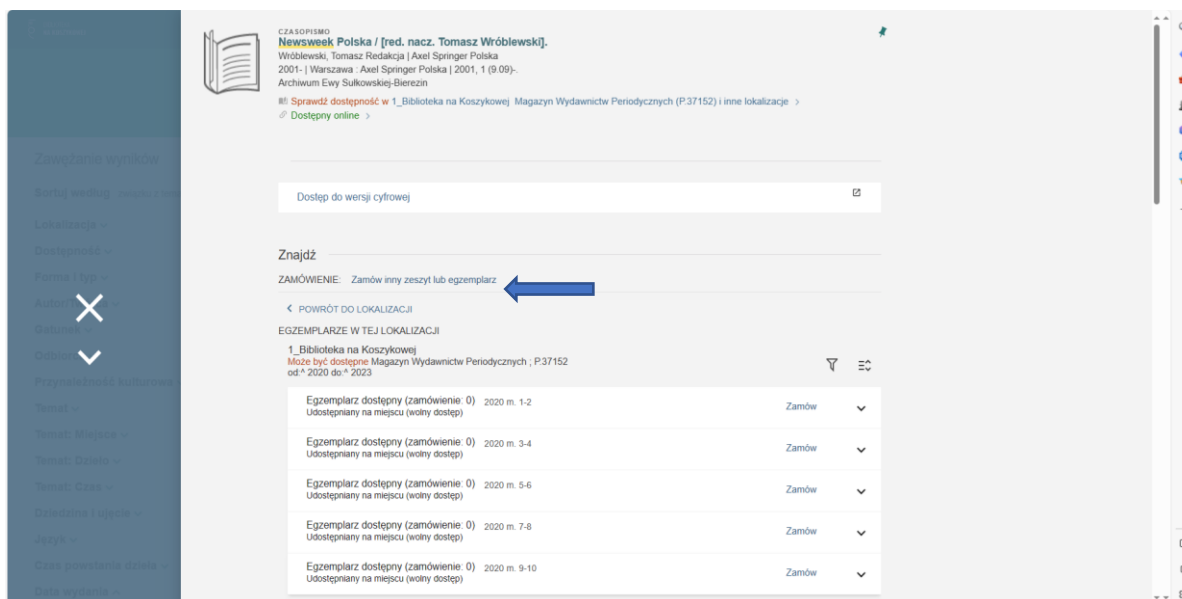 CZASOPISMO
Newsweek Polska / [red. nacz. Tomasz Wróblewski].
Wróblewski, Tomasz Redakcja | Axel Springer Polska
2001- | Warszawa : Axel Springer Polska | 2001, 1 (9.09)-.
Archiwum Ewy Sułkowskiej-Bierezin
Sprawdź dostępność w 1_Biblioteka na Koszykowej Magazyn Wydawnictw Periodycznych (P.37152) i inne lokalizacje >
Dostępny online >
Dostęp do wersji cyfrowej
Znajdź
ZAMÓWIENIE: Zamów inny zeszyt lub egzemplarz
< POWRÓT DO LOKALIZACJI
EGZEMPLARZE W TEJ LOKALIZACJI
1_Biblioteka na Koszykowej
Może być dostępne Magazyn Wydawnictw Periodycznych ; P.37152
od:^ 2020 do:^ 2023
Egzemplarz dostępny (zamówienie: 0) 2020 m. 1-2 Zamów
Udostępniany na miejscu (wolny dostęp)
Egzemplarz dostępny (zamówienie: 0) 2020 m. 3-4 Zamów
Udostępniany na miejscu (wolny dostęp)
Egzemplarz dostępny (zamówienie: 0) 2020 m. 5-6 Zamów
Udostępniany na miejscu (wolny dostęp)
Egzemplarz dostępny (zamówienie: 0) 2020 m. 7-8 Zamów
Udostępniany na miejscu (wolny dostęp)
Egzemplarz dostępny (zamówienie: 0) 2020 m. 9-10 Zamów
Udostępniany na miejscu (wolny dostęp)
Zawężanie wyników
Sortuj według
Lokalizacja
Dostępność
Forma i typ
Gatunek
Przynależność kulturowa
Temat
Temat: Miejsce
Temat: Dzieło
Temat: Czas
Dziedzina i ujęcie
Język
Czas powstania dzieła
Data wydania